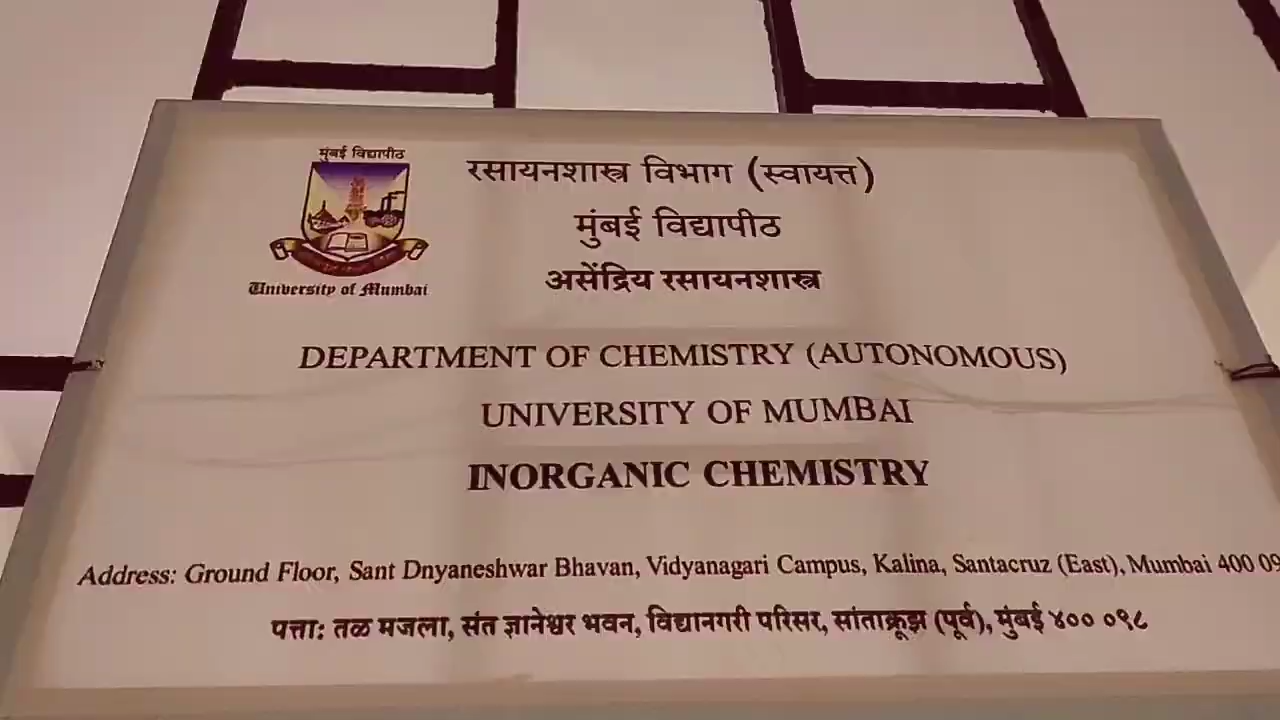 मुंबई विद्यापीठ
University of Mumbai
रसायनशास्त्र विभाग (स्वायत्त)
मुंबई विद्यापीठ
असेंद्रिय रसायनशास्त्र
DEPARTMENT OF CHEMISTRY (AUTONOMOUS)
UNIVERSITY OF MUMBAI
INORGANIC CHEMISTRY
Address: Ground Floor, Sant Dnyaneshwar Bhavan, Vidyanagari Campus, Kalina, Santacruz (East), Mumbai 400 09
पत्ता: तळ मजला, संत ज्ञानेश्वर भवन, विद्यानगरी परिसर, सांताक्रूझ (पूर्व), मुंबई ४०० ०९८